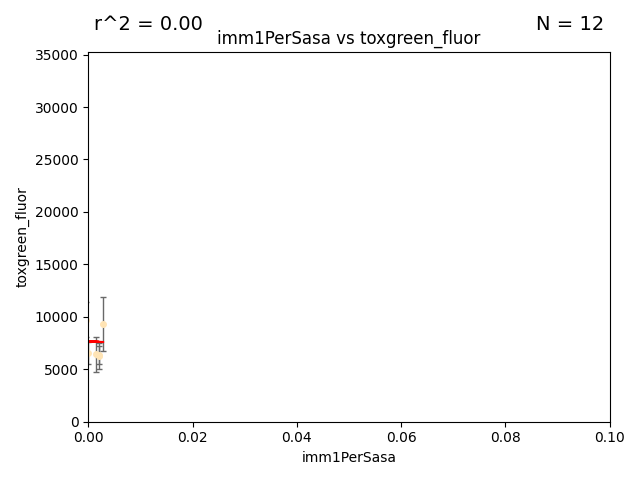 r^2 = 0.00
N = 12
imm1PerSasa vs toxgreen_fluor
35000
30000
25000
20000
15000
10000
5000
0
toxgreen_fluor
0.00 0.02 0.04 0.06 0.08 0.10
imm1PerSasa